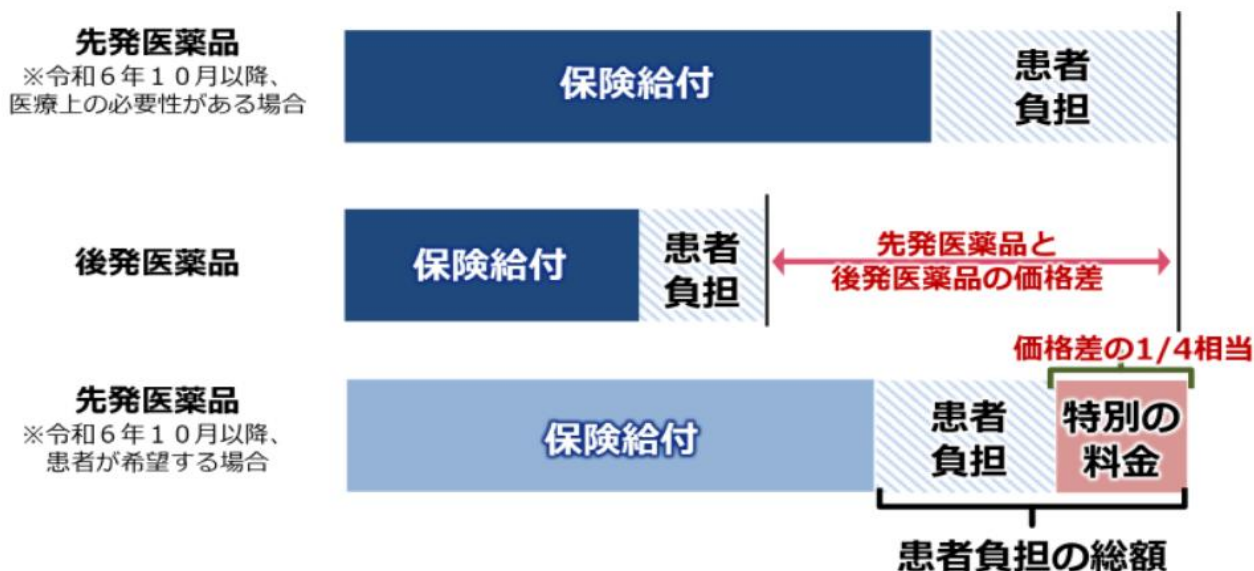 先発医薬品
※令和6年10月以降、
医療上の必要性がある場合
保険給付
患者
負担
後発医薬品
保険給付
患者
負担
先発医薬品と
後発医薬品の価格差
価格差の1/4相当
先発医薬品
※令和6年10月以降、
患者が希望する場合
保険給付
患者
負担
特別の
料金
患者負担の総額